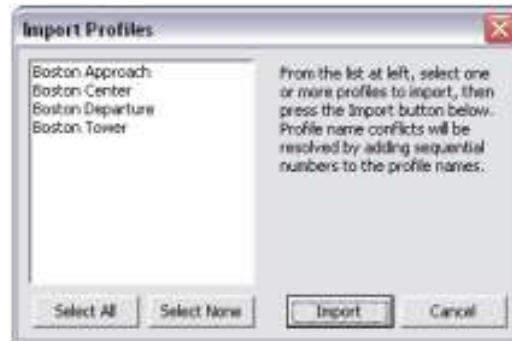 Import Profiles
Boston Approach
Boston Center
Boston Departure
Boston Tower
From the list at left, select one
or more profiles to import, then
press the Import button below.
Profile name conflicts will be
resolved by adding sequential
numbers to the profile names.
Select All
Select None
Import
Cancel